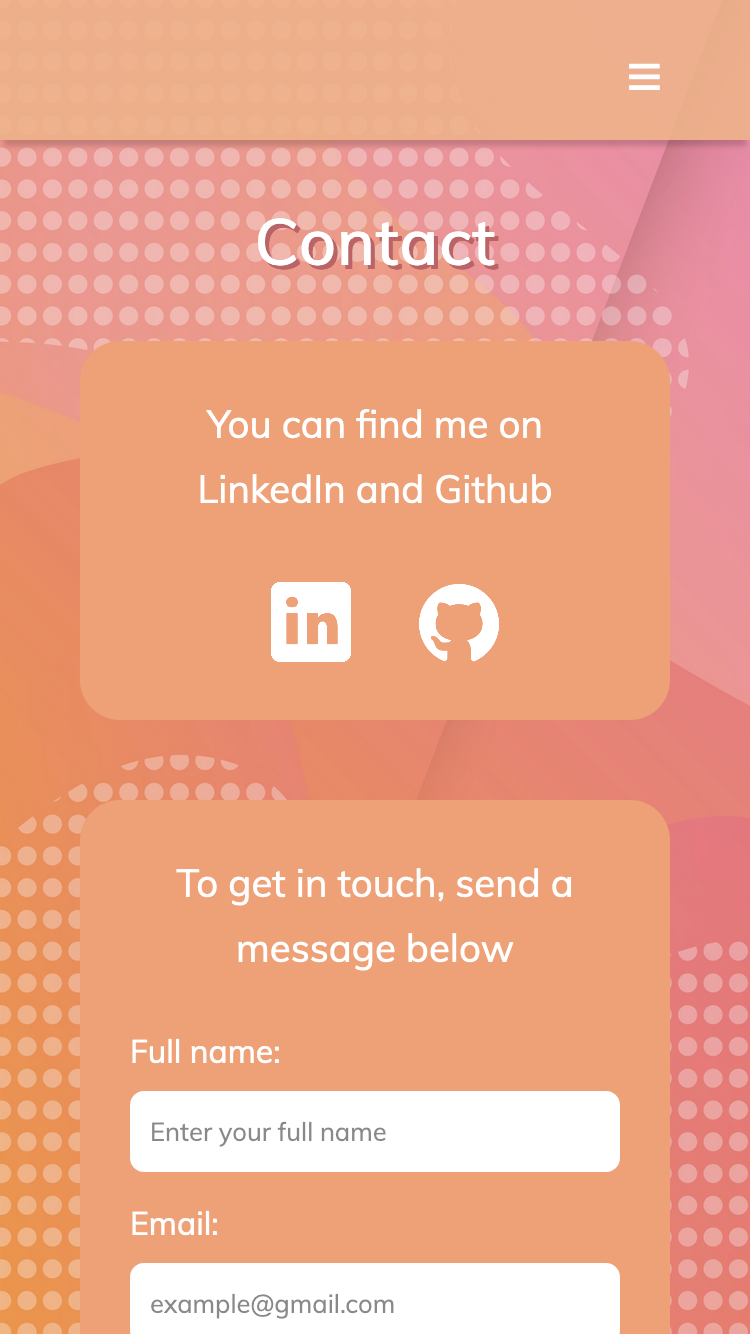 Contact
You can find me on
LinkedIn and Github
in
To get in touch, send a
message below
Full name:
Enter your full name
Email:
example@gmail.com